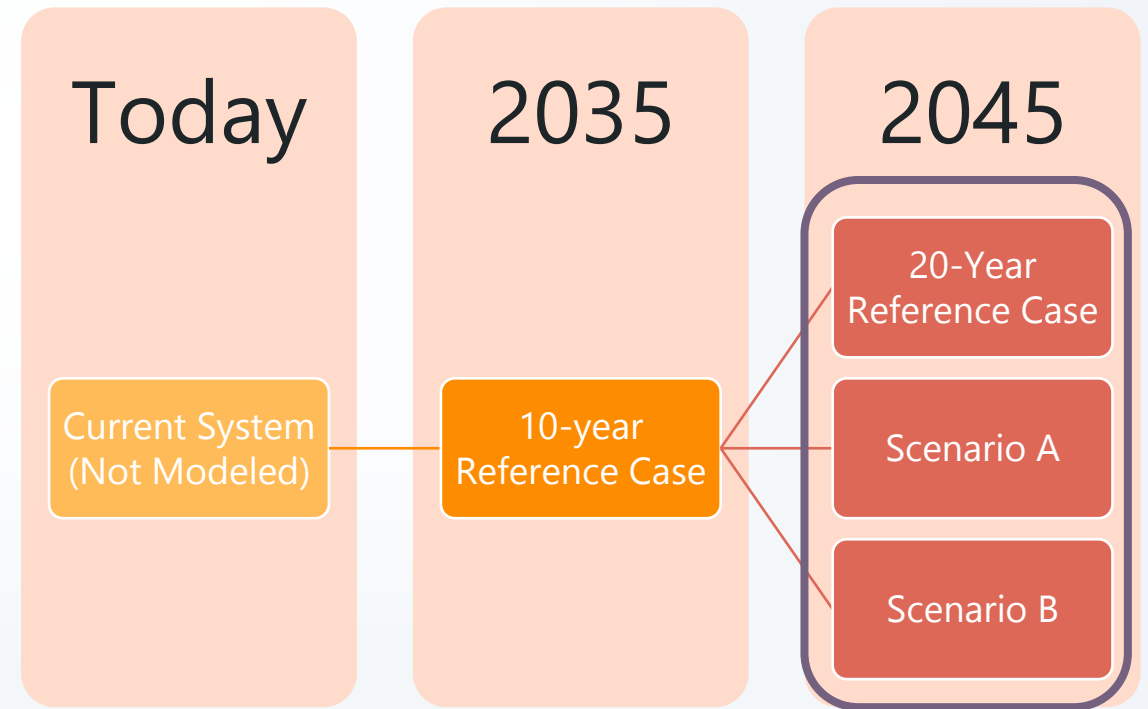 Today
2035
2045
Current System
(Not Modeled)
10-year
Reference Case
20-Year
Reference Case
Scenario A
Scenario B